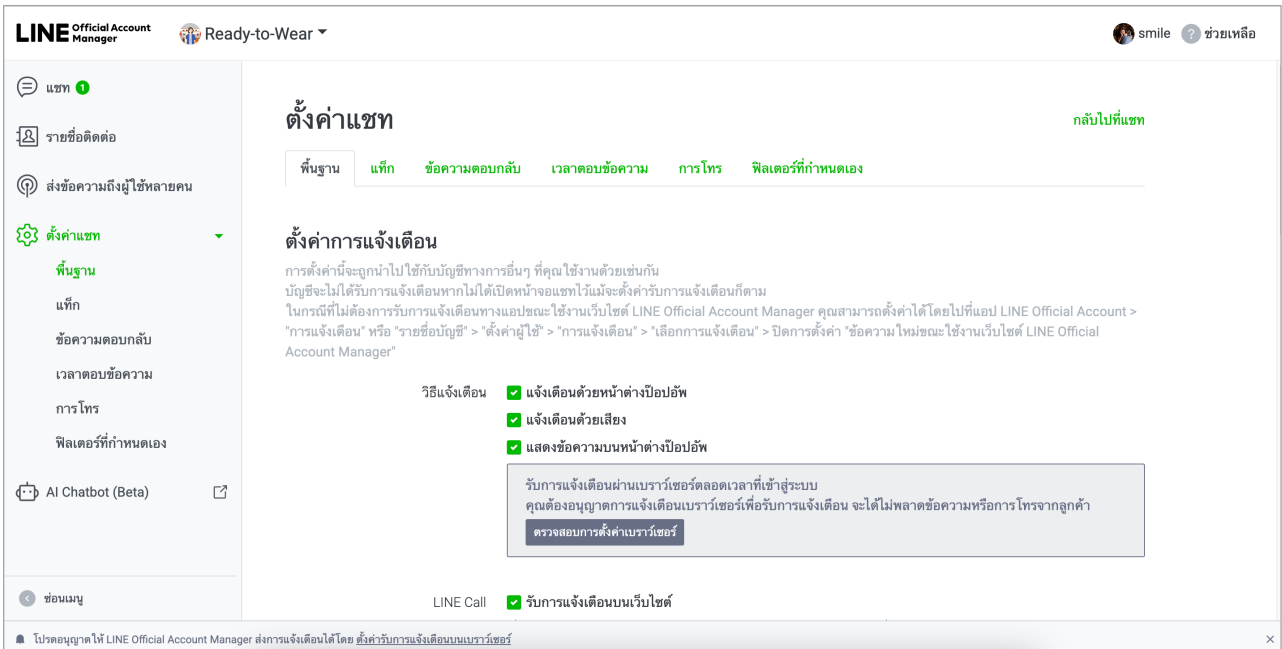 LINE Official Account Manager
Ready-to-Wear
smile
? ช่วยเหลือ
แชท 1
รายชื่อติดต่อ
ส่งข้อความถึงผู้ใช้หลายคน
ตั้งค่าแชท
พื้นฐาน
แท็ก
ข้อความตอบกลับ
เวลาตอบข้อความ
การโทร
ฟิลเตอร์ที่กำหนดเอง
AI Chatbot (Beta)
ซ่อนเมนู
ตั้งค่าแชท
กลับไปที่แชท
พื้นฐาน แท็ก ข้อความตอบกลับ เวลาตอบข้อความ การโทร ฟิลเตอร์ที่กำหนดเอง
ตั้งค่าการแจ้งเตือน
การตั้งค่านี้จะถูกนำไปใช้กับบัญชีทางการอื่นๆ ที่คุณใช้งานด้วยเช่นกัน
บัญชีจะไม่ได้รับการแจ้งเตือนหากไม่ได้เปิดหน้าจอแชทไว้แม้จะตั้งค่ารับการแจ้งเตือนก็ตาม
ในกรณีที่ไม่ต้องการรับการแจ้งเตือนทางแอปขณะใช้งานเว็บไซต์ LINE Official Account Manager คุณสามารถตั้งค่าได้โดยไปที่แอป LINE Official Account >
"การแจ้งเตือน" หรือ "รายชื่อบัญชี" > "ตั้งค่าผู้ใช้" > "การแจ้งเตือน" > "เลือกการแจ้งเตือน" > ปิดการตั้งค่า "ข้อความใหม่ขณะใช้งานเว็บไซต์ LINE Official
Account Manager"
วิธีแจ้งเตือน
แจ้งเตือนด้วยหน้าต่างป๊อปอัพ
แจ้งเตือนด้วยเสียง
แสดงข้อความบนหน้าต่างป๊อปอัพ
รับการแจ้งเตือนผ่านเบราว์เซอร์ตลอดเวลาที่เข้าสู่ระบบ
คุณต้องอนุญาตการแจ้งเตือนเบราว์เซอร์เพื่อรับการแจ้งเตือน จะได้ไม่พลาดข้อความหรือการโทรจากลูกค้า
ตรวจสอบการตั้งค่าเบราว์เซอร์
LINE Call
รับการแจ้งเตือนบนเว็บไซต์
โปรดอนุญาตให้ LINE Official Account Manager ส่งการแจ้งเตือนได้โดย ตั้งค่ารับการแจ้งเตือนบนเบราว์เซอร์